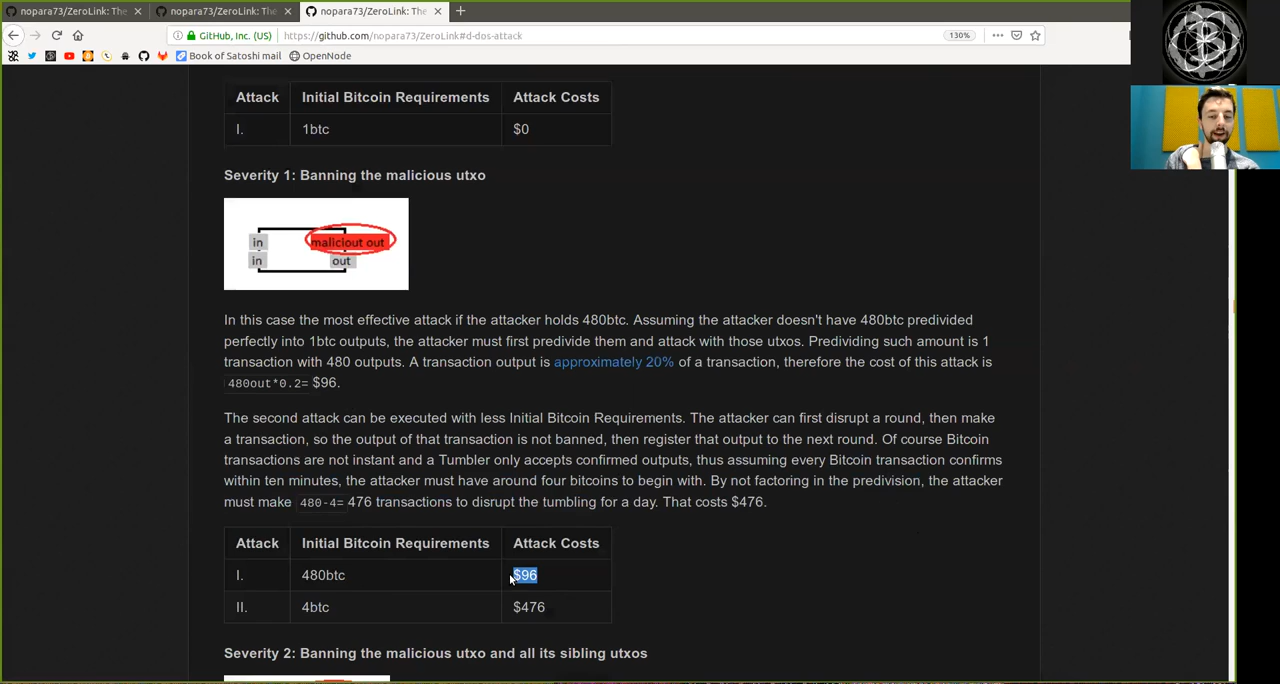 nopara73/ZeroLink: The
nopara73/ZeroLink: The
nopara73/ZeroLink: The
GitHub, Inc. (US)
https://github.com/nopara73/ZeroLink#d-dos-attack
130%
Book of Satoshi mail
OpenNode
Attack Initial Bitcoin Requirements Attack Costs
I. 1btc $0
Severity 1: Banning the malicious utxo
in maliciout out
in out
In this case the most effective attack if the attacker holds 480btc. Assuming the attacker doesn't have 480btc predivided
perfectly into 1btc outputs, the attacker must first predivide them and attack with those utxos. Predividing such amount is 1
transaction with 480 outputs. A transaction output is approximately 20% of a transaction, therefore the cost of this attack is
480out*0.2= $96.
The second attack can be executed with less Initial Bitcoin Requirements. The attacker can first disrupt a round, then make
a transaction, so the output of that transaction is not banned, then register that output to the next round. Of course Bitcoin
transactions are not instant and a Tumbler only accepts confirmed outputs, thus assuming every Bitcoin transaction confirms
within ten minutes, the attacker must have around four bitcoins to begin with. By not factoring in the predivision, the attacker
must make 480-4= 476 transactions to disrupt the tumbling for a day. That costs $476.
Attack Initial Bitcoin Requirements Attack Costs
I. 480btc $96
II. 4btc $476
Severity 2: Banning the malicious utxo and all its sibling utxos